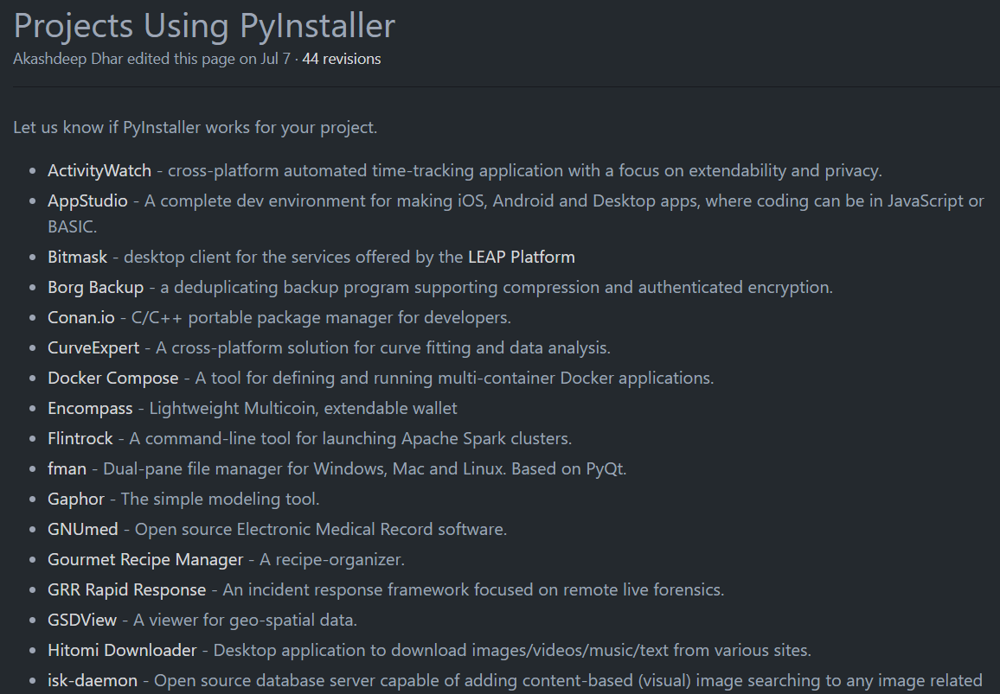 Projects Using PyInstaller
Akashdeep Dhar edited this page on Jul 7 · 44 revisions
Let us know if PyInstaller works for your project.
• ActivityWatch - cross-platform automated time-tracking application with a focus on extendability and privacy.
• AppStudio - A complete dev environment for making iOS, Android and Desktop apps, where coding can be in JavaScript or
BASIC.
• Bitmask - desktop client for the services offered by the LEAP Platform
• Borg Backup - a deduplicating backup program supporting compression and authenticated encryption.
• Conan.io - C/C++ portable package manager for developers.
• CurveExpert - A cross-platform solution for curve fitting and data analysis.
• Docker Compose - A tool for defining and running multi-container Docker applications.
• Encompass - Lightweight Multicoin, extendable wallet
• Flintrock - A command-line tool for launching Apache Spark clusters.
• fman - Dual-pane file manager for Windows, Mac and Linux. Based on PyQt.
• Gaphor - The simple modeling tool.
• GNUmed - Open source Electronic Medical Record software.
• Gourmet Recipe Manager - A recipe-organizer.
• GRR Rapid Response - An incident response framework focused on remote live forensics.
• GSDView - A viewer for geo-spatial data.
• Hitomi Downloader - Desktop application to download images/videos/music/text from various sites.
• isk-daemon - Open source database server capable of adding content-based (visual) image searching to any image related